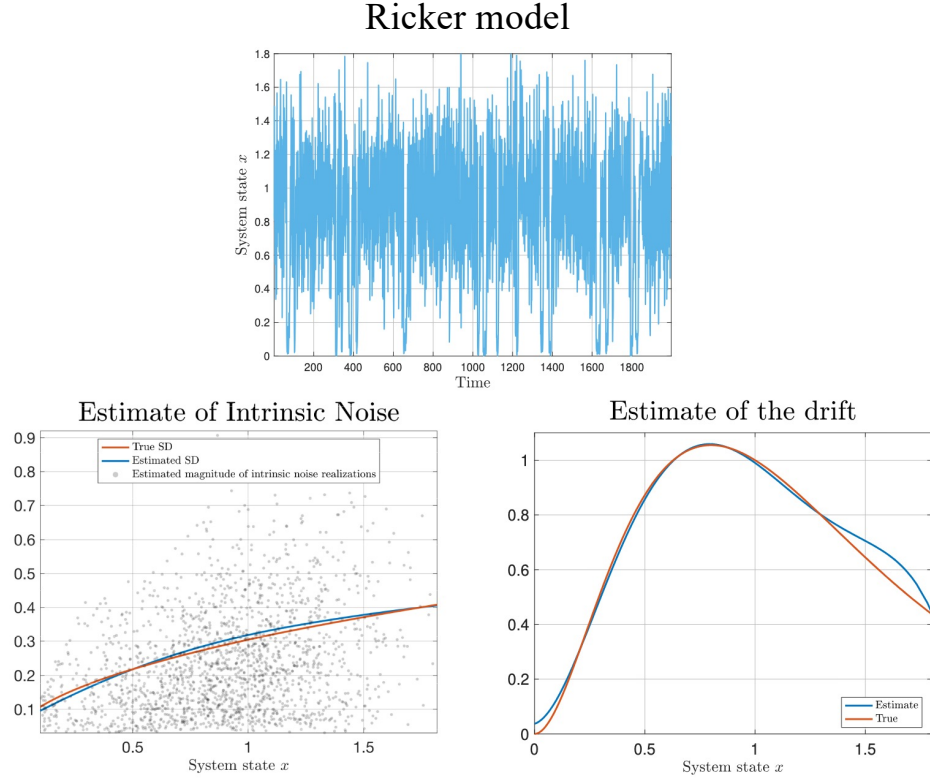 Ricker model
1.8
1.6
1.4
1.2
1
0.8
0.6
0.4
0.2
0
System state x
200 400 600 800 1000 1200 1400 1600 1800
Time
Estimate of Intrinsic Noise
True SD
Estimated SD
Estimated magnitude of intrinsic noise realizations
0.9
0.8
0.7
0.6
0.5
0.4
0.3
0.2
0.1
0.5 1 1.5
System state x
Estimate of the drift
1
0.8
0.6
0.4
0.2
0
0 0.5 1 1.5
Estimate
True
System state x